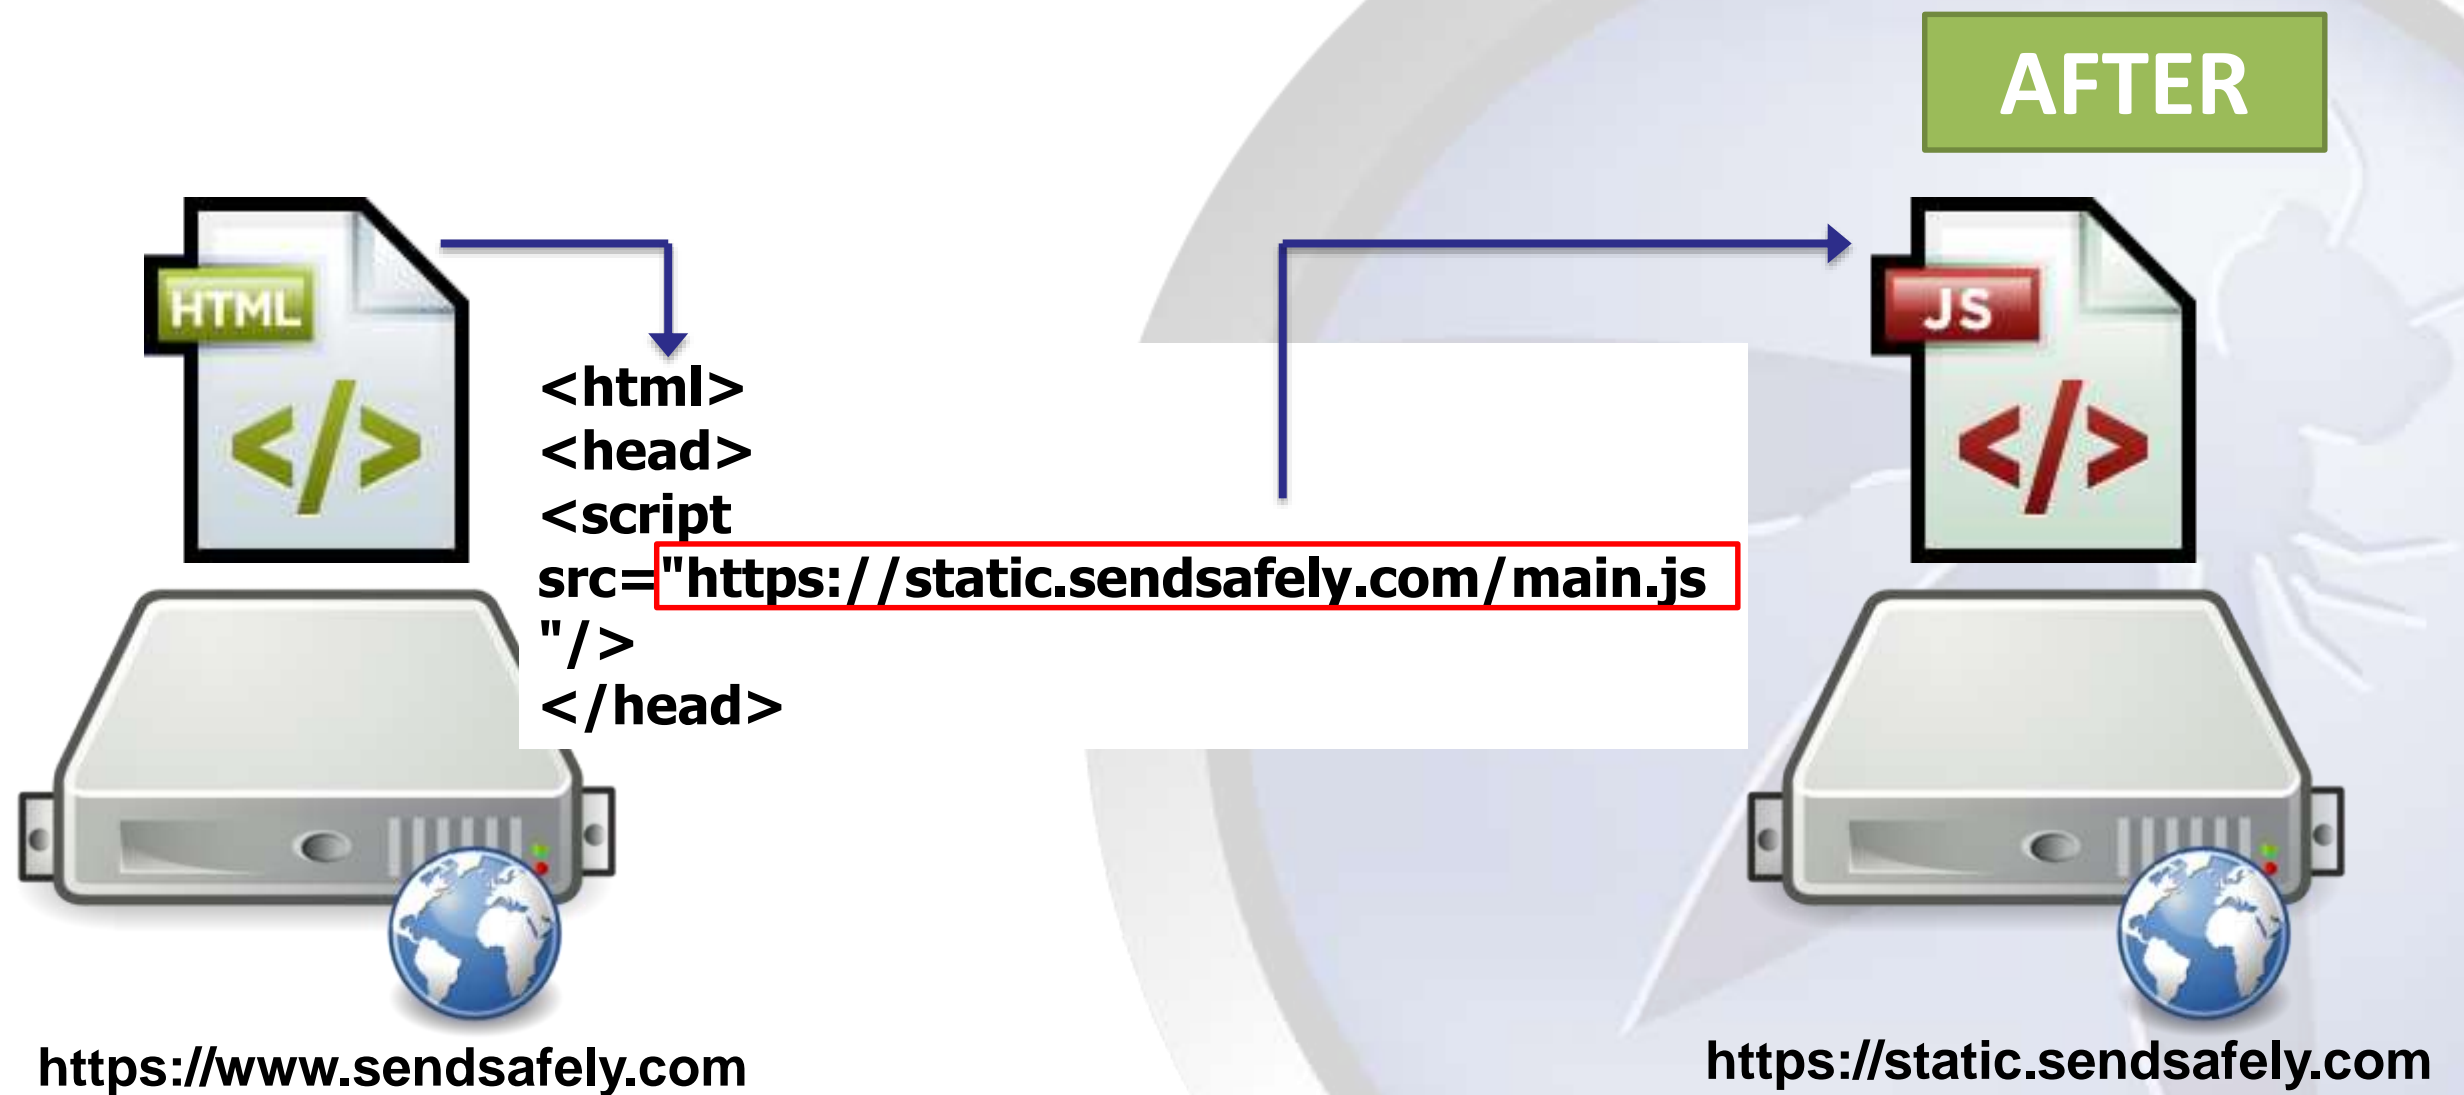 AFTER
HTML
JS
<html>
<head>
<script
src="https://static.sendsafely.com/main.js
"/>
</head>
https://www.sendsafely.com
https://static.sendsafely.com